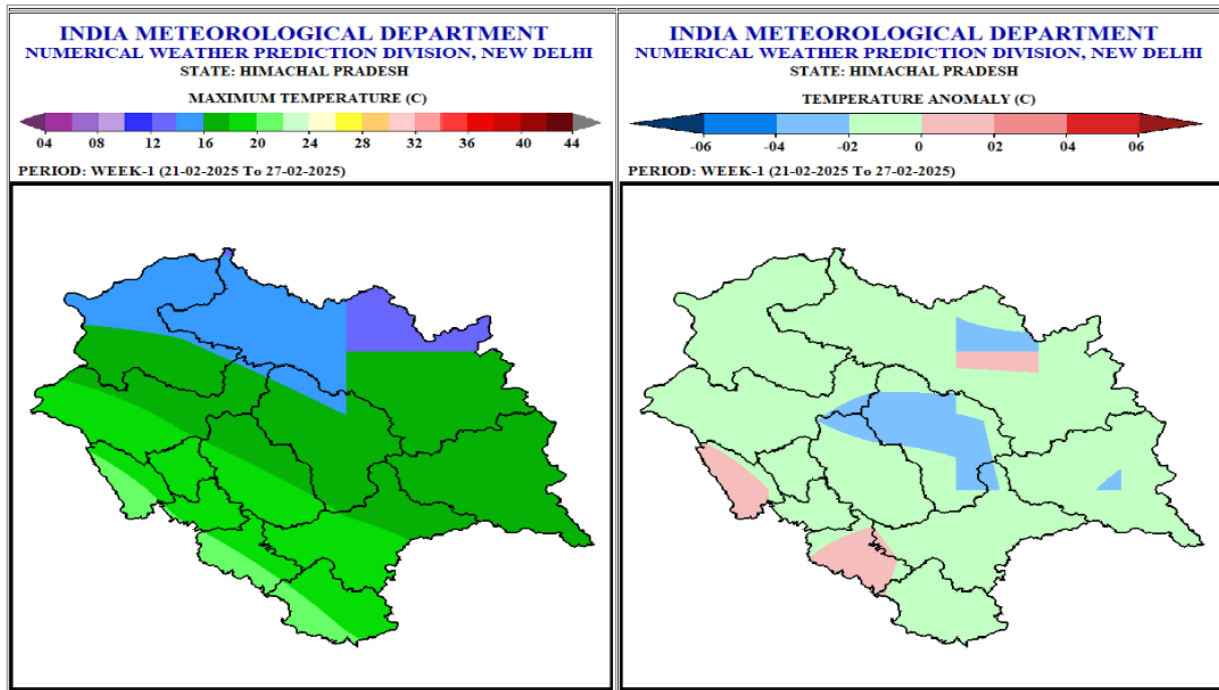 INDIA METEOROLOGICAL DEPARTMENT
NUMERICAL WEATHER PREDICTION DIVISION, NEW DELHI
STATE: HIMACHAL PRADESH
MAXIMUM TEMPERATURE (C)
04 08 12 16 20 24 28 32 36 40 44
PERIOD: WEEK-1 (21-02-2025 To 27-02-2025)
INDIA METEOROLOGICAL DEPARTMENT
NUMERICAL WEATHER PREDICTION DIVISION, NEW DELHI
STATE: HIMACHAL PRADESH
TEMPERATURE ANOMALY (C)
-06 -04 -02 0 02 04 06
PERIOD: WEEK-1 (21-02-2025 To 27-02-2025)